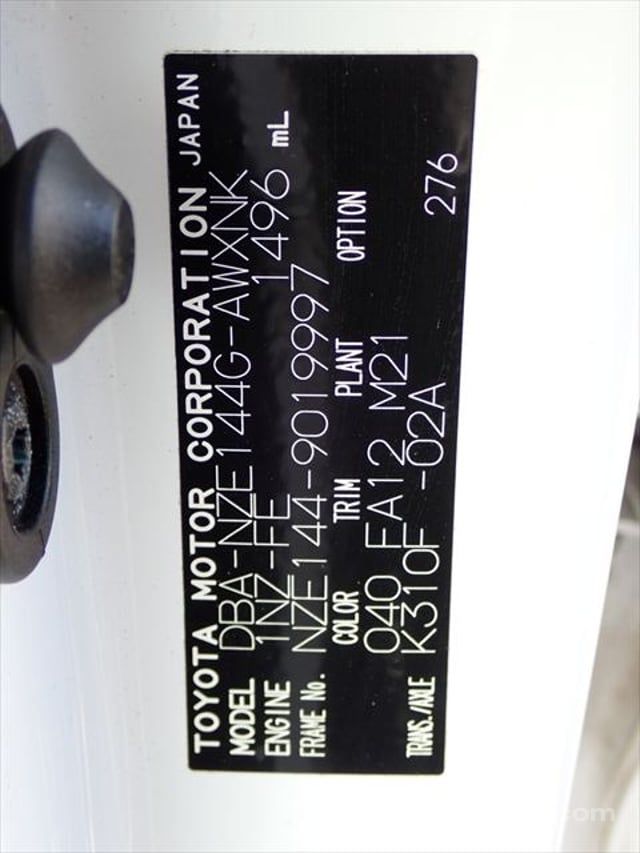 TOYOTA MOTOR CORPORATION JAPAN
MODEL DBA-NZE144G-AWXNK
ENGINE 1NZ-FE 1496 mL
FRAME No. NZE144-9019997
COLOR TRIM PLANT OPTION
040 FA12 M21
TRANS./AXLE K310F -02A 276